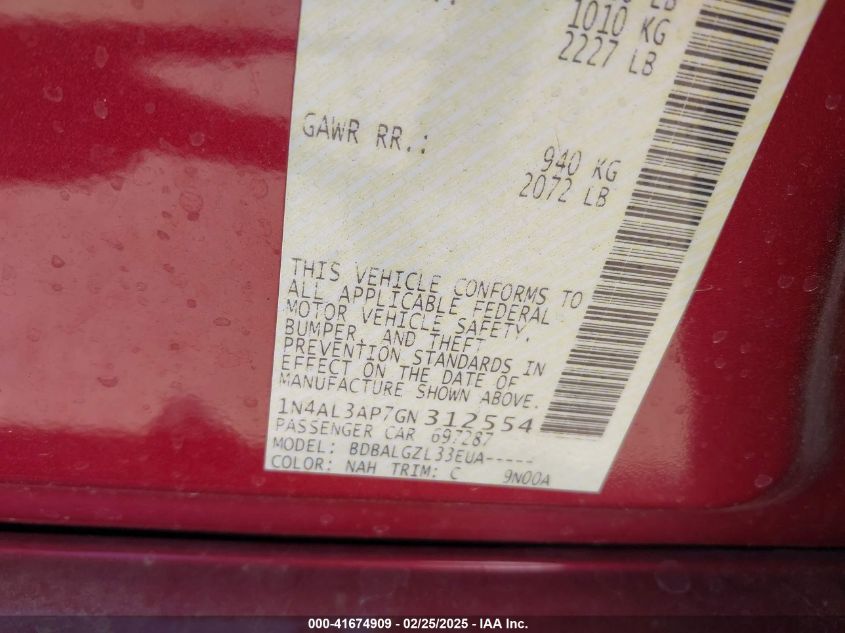 LB
1010 KG
2227 LB
GAWR RR.:
940 KG
2072 LB
THIS VEHICLE CONFORMS TO
ALL APPLICABLE FEDERAL
MOTOR VEHICLE SAFETY,
BUMPER, AND THEFT
PREVENTION STANDARDS IN
EFFECT ON THE DATE OF
MANUFACTURE SHOWN ABOVE.
1N4AL3AP7GN312554
PASSENGER CAR 697287
MODEL: BDBALGZL33EUA-----
COLOR: NAH TRIM: C 9N00A
000-41674909 - 02/25/2025 - IAA Inc.